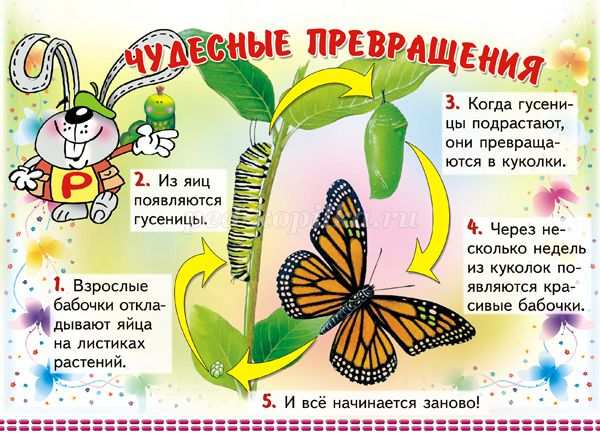 ЧУДЕСНЫЕ ПРЕВРАЩЕНИЯ
Р
1. Взрослые
бабочки откла-
дывают яйца
на листиках
растений.
2. Из яиц
появляются
гусеницы.
3. Когда гусени-
цы подрастают,
они превраща-
ются в куколки.
4. Через не-
сколько недель
из куколок по-
являются кра-
сивые бабочки.
5. И всё начинается заново!